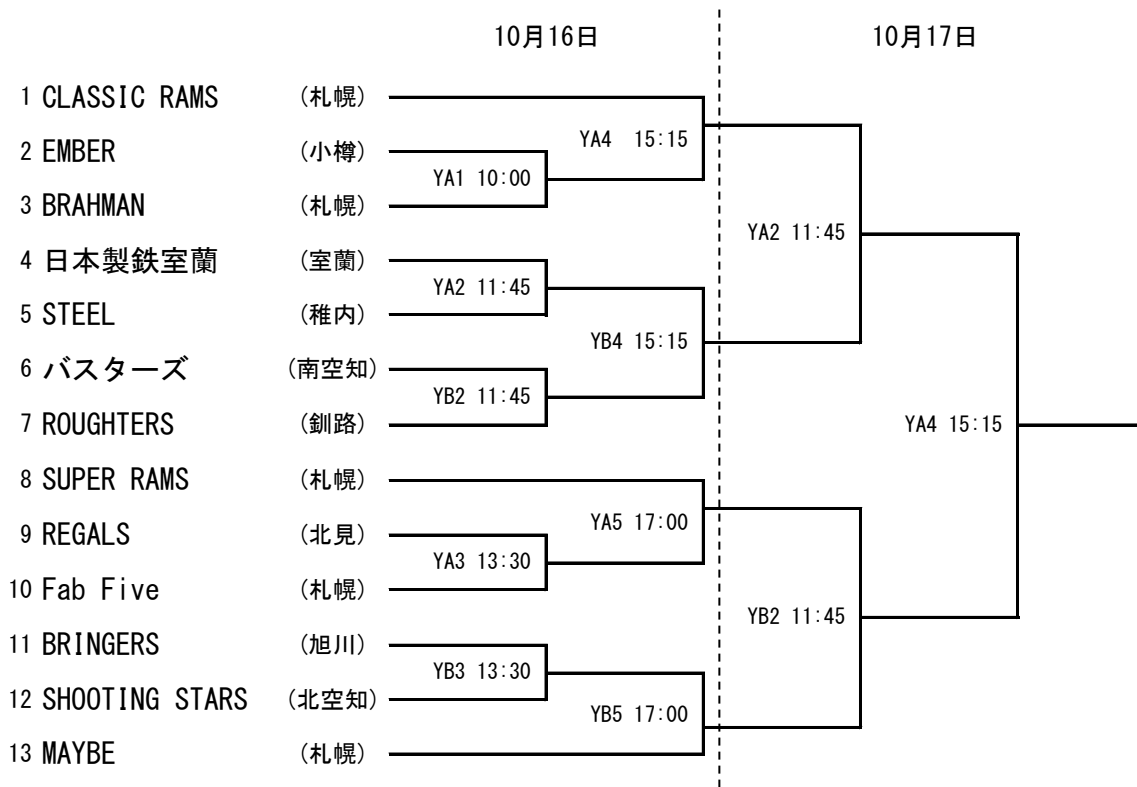 10月16日 10月17日
1 CLASSIC RAMS (札幌)
YA4 15:15
2 EMBER (小樽)
YA1 10:00
3 BRAHMAN (札幌)
YA2 11:45
4 日本製鉄室蘭 (室蘭)
YA2 11:45
5 STEEL (稚内)
YB4 15:15
6 バスターズ (南空知)
YB2 11:45
7 ROUGHTERS (釧路)
YA4 15:15
8 SUPER RAMS (札幌)
YA5 17:00
9 REGALS (北見)
YA3 13:30
10 Fab Five (札幌)
YB2 11:45
11 BRINGERS (旭川)
YB3 13:30
12 SHOOTING STARS (北空知)
YB5 17:00
13 MAYBE (札幌)